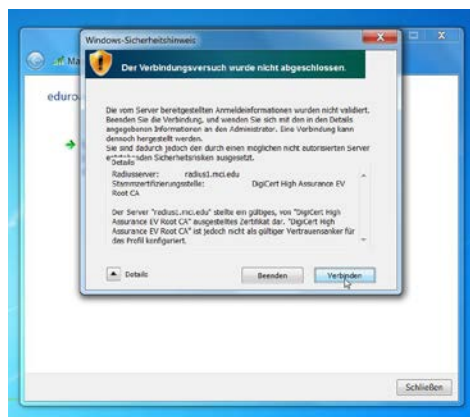 Windows-Sicherheitshinweis
Ma
Der Verbindungsversuch wurde nicht abgeschlossen.
eduroa
Die vom Server bereitgestellten Anmeldeinformationen wurden nicht validiert.
Beenden Sie die Verbindung, und wenden Sie sich mit den in den Details
angegebenen Informationen an den Administrator. Eine Verbindung kann
dennoch hergestellt werden.
Sie sind dadurch jedoch den durch einen möglichen nicht autorisierten Server
entstehenden Sicherheitsrisiken ausgesetzt.
Details
Radiusserver: radius1.mci.edu
Stammzertifizierungsstelle: DigiCert High Assurance EV
Root CA
Der Server "radius1.mci.edu" stellte ein gültiges, von "DigiCert High
Assurance EV Root CA" ausgestelltes Zertifikat dar. "DigiCert High
Assurance EV Root CA" ist jedoch nicht als gültiger Vertrauensanker für
das Profil konfiguriert.
Details
Beenden
Verbinden
Schließen